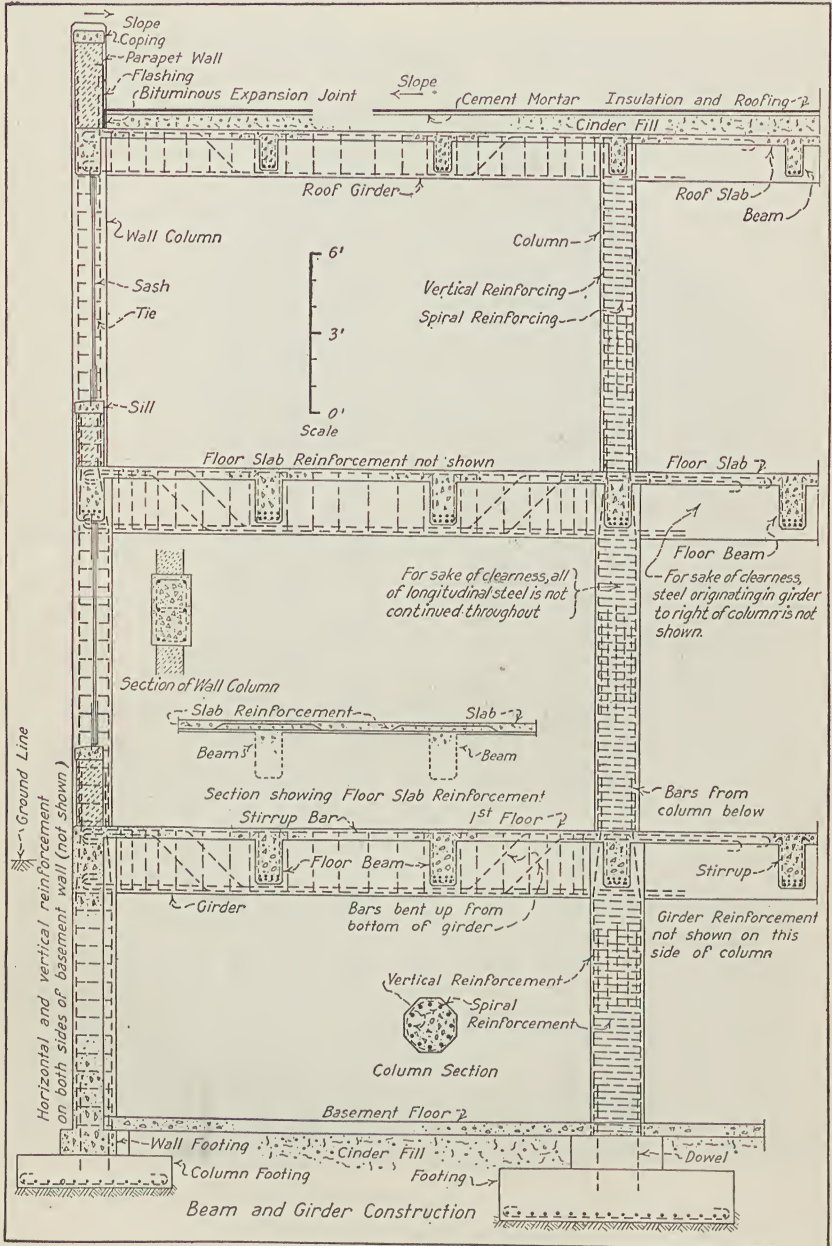 Slope
Coping
Parapet Wall
Flashing
Bituminous Expansion Joint
Slope
Cement Mortar
Insulation and Roofing
Cinder Fill
Roof Girder
Roof Slab
Beam
Wall Column
Column
6'
Sash
Vertical Reinforcing
Tie
Spiral Reinforcing
3'
Sill
0'
Scale
Floor Slab Reinforcement not shown
Floor Slab
Floor Beam
For sake of clearness, all
of longitudinal steel is not
continued throughout
For sake of clearness,
steel originating in girder
to right of column is not
shown.
Section of Wall Column
Slab Reinforcement
Slab
Beam
Beam
Section showing Floor Slab Reinforcement
Bars from
column below
Ground Line
Stirrup Bar
1st Floor
Floor Beam
Stirrup
Girder
Bars bent up from
bottom of girder
Girder Reinforcement
not shown on this
side of column
Horizontal and vertical reinforcement
on both sides of basement wall (not shown)
Vertical Reinforcement
Spiral
Reinforcement
Column Section
Basement Floor
Wall Footing
Cinder Fill
Dowel
Column Footing
Footing
Beam and Girder Construction